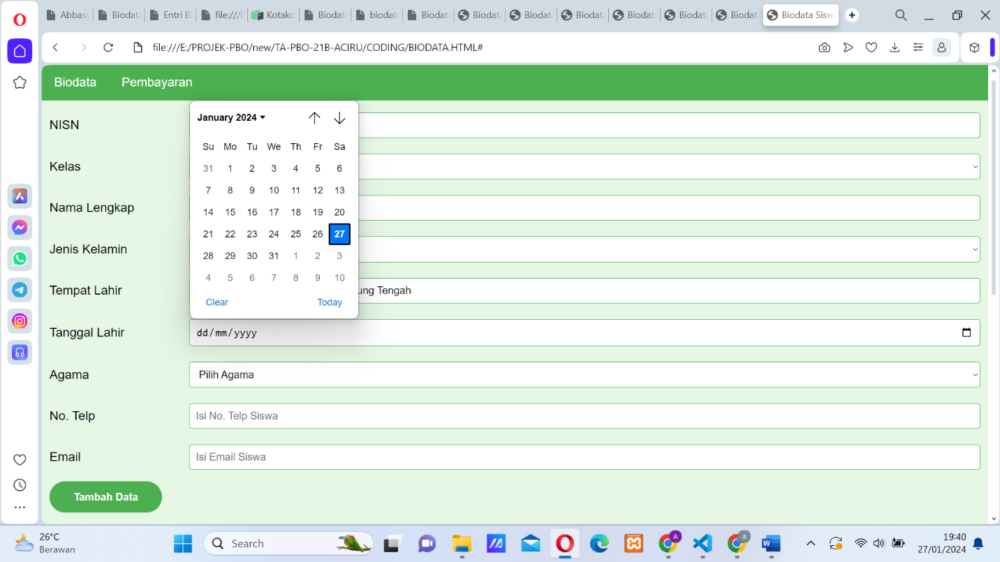 Abbasy
Biodata
Entri Bi
file:///E
Kotako
Biodata
biodata
Biodata
Biodata
Biodata
Biodata
Biodata
Biodata
Biodata
Biodata Sisw
file:///E:/PROJEK-PBO/new/TA-PBO-21B-ACIRU/CODING/BIODATA.HTML#
Biodata Pembayaran
January 2024
Su Mo Tu We Th Fr Sa
31 1 2 3 4 5 6
7 8 9 10 11 12 13
14 15 16 17 18 19 20
21 22 23 24 25 26 27
28 29 30 31 1 2 3
4 5 6 7 8 9 10
Clear Today
NISN
Kelas
Nama Lengkap
Jenis Kelamin
Tempat Lahir
ung Tengah
Tanggal Lahir
dd/mm/yyyy
Agama
Pilih Agama
No. Telp
Isi No. Telp Siswa
Email
Isi Email Siswa
Tambah Data
26°C
Berawan
Search
A
a
W
19:40
27/01/2024